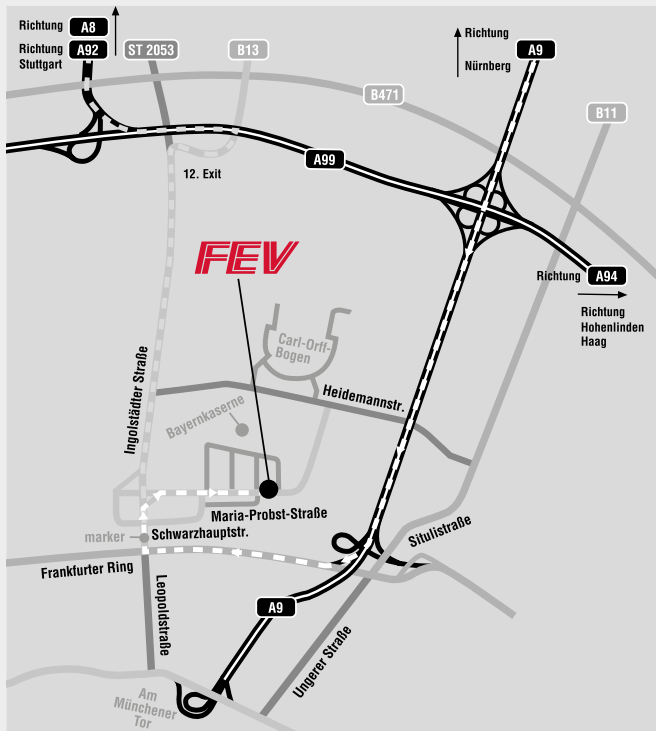 Richtung
A8
Richtung
Stuttgart
A92
ST 2053
B13
Richtung
Nürnberg
A9
B471
B11
A99
12. Exit
FEV
Richtung
A94
Richtung
Hohenlinden
Haag
Carl-Orff-
Bogen
Ingolstädter Straße
Heidemannstr.
Bayernkaserne
Maria-Probst-Straße
marker
Schwarzhauptstr.
Situlistraße
Frankfurter Ring
Leopoldstraße
A9
Ungerer Straße
Am
Münchener
Tor